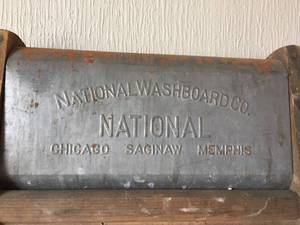 NATIONAL WASHBOARD CO.
NATIONAL
CHICAGO SAGINAW MEMPHIS